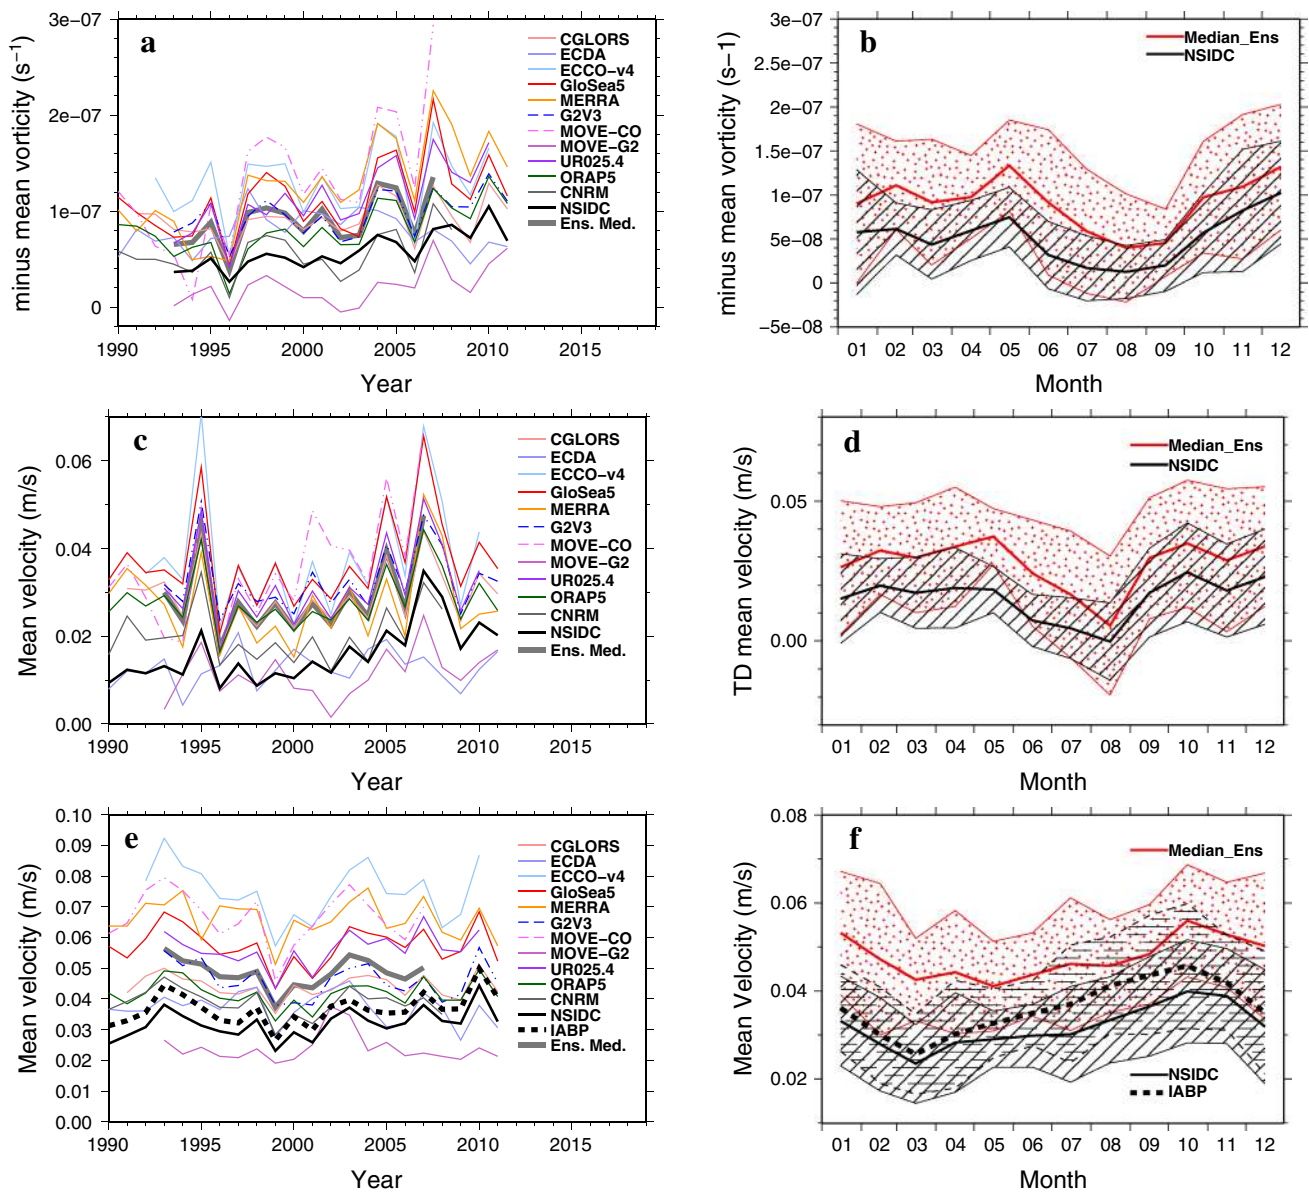 a
minus mean vorticity (s−1)
3e−07
2e−07
1e−07
0
1990
1995
2000
2005
2010
2015
Year
CGLORS
ECDA
ECCO−v4
GloSea5
MERRA
G2V3
MOVE−CO
MOVE−G2
UR025.4
ORAP5
CNRM
NSIDC
Ens. Med.
b
minus mean vorticity (s−1)
3e−07
2.5e−07
2e−07
1.5e−07
1e−07
5e−08
0
−5e−08
01 02 03 04 05 06 07 08 09 10 11 12
Month
Median_Ens
NSIDC
c
Mean velocity (m/s)
0.06
0.04
0.02
0.00
1990
1995
2000
2005
2010
2015
Year
CGLORS
ECDA
ECCO−v4
GloSea5
MERRA
G2V3
MOVE−CO
MOVE−G2
UR025.4
ORAP5
CNRM
NSIDC
Ens. Med.
d
TD mean velocity (m/s)
0.05
0.00
01 02 03 04 05 06 07 08 09 10 11 12
Month
Median_Ens
NSIDC
e
Mean velocity (m/s)
0.10
0.09
0.08
0.07
0.06
0.05
0.04
0.03
0.02
0.01
0.00
1990
1995
2000
2005
2010
2015
Year
CGLORS
ECDA
ECCO−v4
GloSea5
MERRA
G2V3
MOVE−CO
MOVE−G2
UR025.4
ORAP5
CNRM
NSIDC
IABP
Ens. Med.
f
Mean Velocity (m/s)
0.08
0.06
0.04
0.02
01 02 03 04 05 06 07 08 09 10 11 12
Month
Median_Ens
NSIDC
IABP